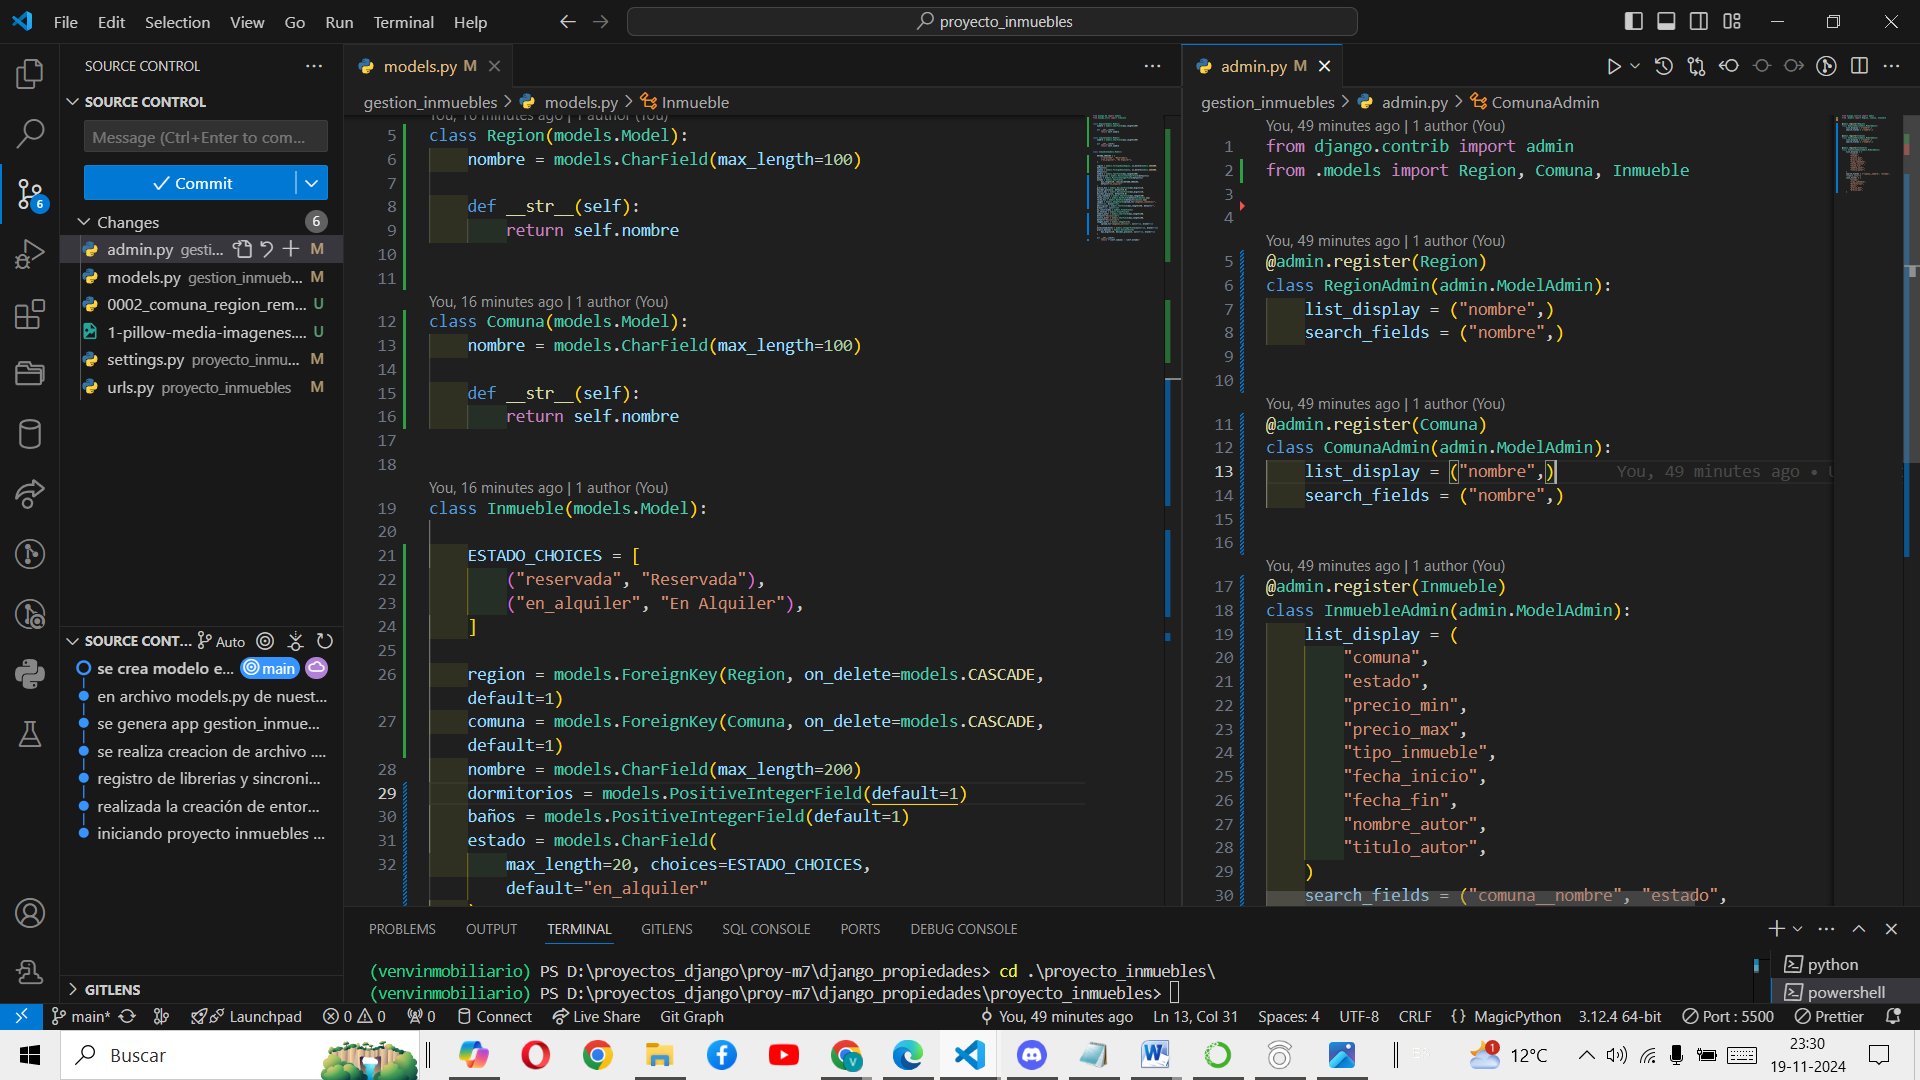 File Edit Selection View Go Run Terminal Help
proyecto_inmuebles
SOURCE CONTROL
SOURCE CONTROL
Message (Ctrl+Enter to com...
Commit
Changes 6
admin.py gesti... M
models.py gestion_inmueb... M
0002_comuna_region_rem... U
1-pillow-media-imagenes.... U
settings.py proyecto_inmu... M
urls.py proyecto_inmuebles M
6
SOURCE CONT... Auto
se crea modelo e... main
en archivo models.py de nuest...
se genera app gestion_inmue...
se realiza creacion de archivo ....
registro de librerias y sincroni...
realizada la creación de entor...
iniciando proyecto inmuebles ...
GITLENS
models.py M
gestion_inmuebles > models.py > Inmueble
You, 16 minutes ago | 1 author (You)
5 class Region(models.Model):
6 nombre = models.CharField(max_length=100)
7
8 def __str__(self):
9 return self.nombre
10
11
You, 16 minutes ago | 1 author (You)
12 class Comuna(models.Model):
13 nombre = models.CharField(max_length=100)
14
15 def __str__(self):
16 return self.nombre
17
18
You, 16 minutes ago | 1 author (You)
19 class Inmueble(models.Model):
20
21 ESTADO_CHOICES = [
22 ("reservada", "Reservada"),
23 ("en_alquiler", "En Alquiler"),
24 ]
25
26 region = models.ForeignKey(Region, on_delete=models.CASCADE,
default=1)
27 comuna = models.ForeignKey(Comuna, on_delete=models.CASCADE,
default=1)
28 nombre = models.CharField(max_length=200)
29 dormitorios = models.PositiveIntegerField(default=1)
30 baños = models.PositiveIntegerField(default=1)
31 estado = models.CharField(
32 max_length=20, choices=ESTADO_CHOICES,
default="en_alquiler"
admin.py M
gestion_inmuebles > admin.py > ComunaAdmin
You, 49 minutes ago | 1 author (You)
1 from django.contrib import admin
2 from .models import Region, Comuna, Inmueble
3
4
You, 49 minutes ago | 1 author (You)
5 @admin.register(Region)
6 class RegionAdmin(admin.ModelAdmin):
7 list_display = ("nombre",)
8 search_fields = ("nombre",)
9
10
You, 49 minutes ago | 1 author (You)
11 @admin.register(Comuna)
12 class ComunaAdmin(admin.ModelAdmin):
13 list_display = ("nombre",) You, 49 minutes ago •
14 search_fields = ("nombre",)
15
16
You, 49 minutes ago | 1 author (You)
17 @admin.register(Inmueble)
18 class InmuebleAdmin(admin.ModelAdmin):
19 list_display = (
20 "comuna",
21 "estado",
22 "precio_min",
23 "precio_max",
24 "tipo_inmueble",
25 "fecha_inicio",
26 "fecha_fin",
27 "nombre_autor",
28 "titulo_autor",
29 )
30 search_fields = ("comuna__nombre", "estado",
PROBLEMS OUTPUT TERMINAL GITLENS SQL CONSOLE PORTS DEBUG CONSOLE
(venvinmobiliario) PS D:\proyectos_django\proy-m7\django_propiedades> cd .\proyecto_inmuebles\
(venvinmobiliario) PS D:\proyectos_django\proy-m7\django_propiedades\proyecto_inmuebles>
python
powershell
main* Launchpad 0 0 0 Connect Live Share Git Graph You, 49 minutes ago Ln 13, Col 31 Spaces: 4 UTF-8 CRLF {} MagicPython 3.12.4 64-bit Port : 5500 Prettier
Buscar
1 12°C
23:30
19-11-2024